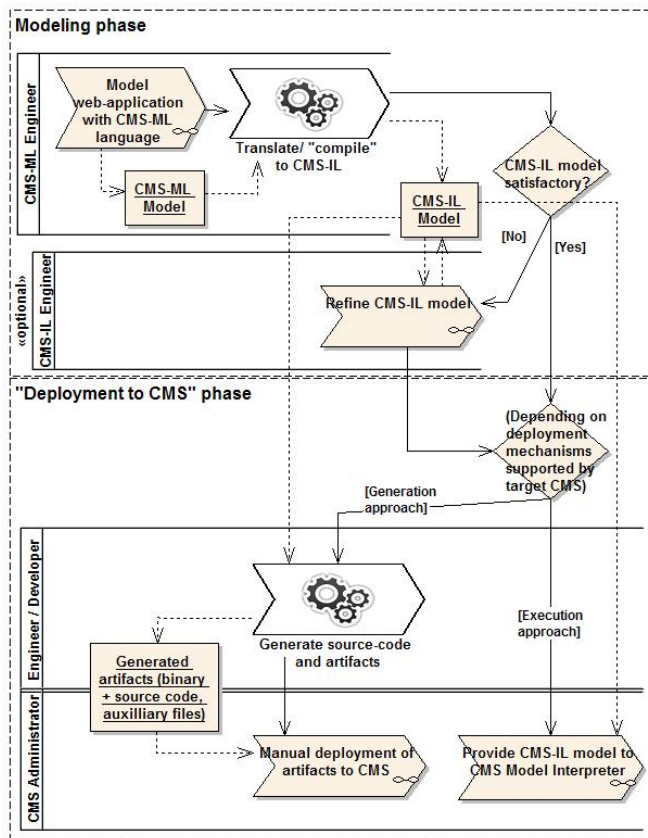 Modeling phase
CMS-ML Engineer
Model
web-application
with CMS-ML
language
Translate/ "compile"
to CMS-IL
CMS-ML
Model
CMS-IL
Model
CMS-IL model
satisfactory?
[No]
[Yes]
«optional»
CMS-IL Engineer
Refine CMS-IL model
"Deployment to CMS" phase
(Depending on
deployment
mechanisms
supported by
target CMS)
[Generation
approach]
[Execution
approach]
Engineer / Developer
Generate source-code
and artifacts
Generated
artifacts (binary
+ source code,
auxilliary files)
CMS Administrator
Manual deployment of
artifacts to CMS
Provide CMS-IL model to
CMS Model Interpreter